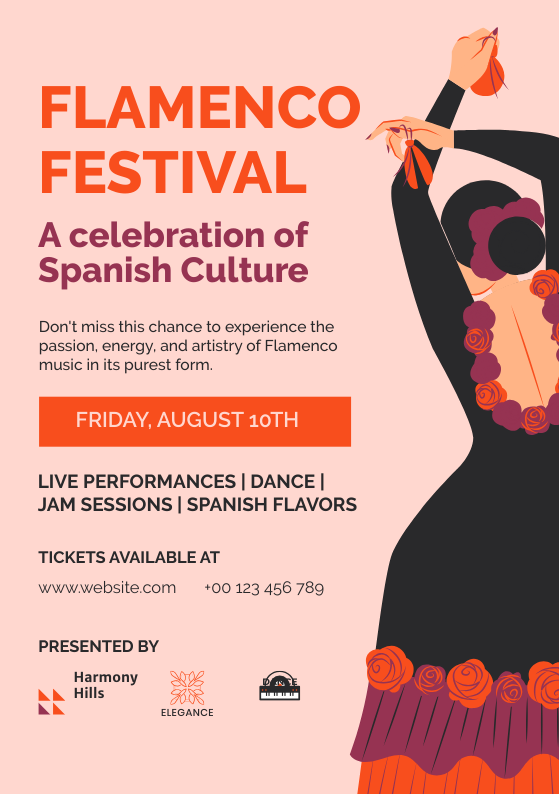 FLAMENCO
FESTIVAL
A celebration of
Spanish Culture
Don't miss this chance to experience the
passion, energy, and artistry of Flamenco
music in its purest form.
FRIDAY, AUGUST 10TH
LIVE PERFORMANCES | DANCE |
JAM SESSIONS | SPANISH FLAVORS
TICKETS AVAILABLE AT
www.website.com +00 123 456 789
PRESENTED BY
Harmony
Hills
ELEGANCE